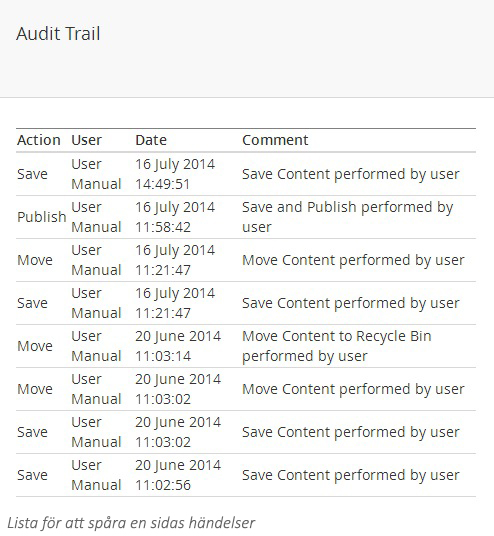 Audit Trail
Action User Date Comment
Save User Manual 16 July 2014 14:49:51 Save Content performed by user
Publish User Manual 16 July 2014 11:58:42 Save and Publish performed by user
Move User Manual 16 July 2014 11:21:47 Move Content performed by user
Save User Manual 16 July 2014 11:21:47 Save Content performed by user
Move User Manual 20 June 2014 11:03:14 Move Content to Recycle Bin performed by user
Move User Manual 20 June 2014 11:03:02 Move Content performed by user
Save User Manual 20 June 2014 11:03:02 Save Content performed by user
Save User Manual 20 June 2014 11:02:56 Save Content performed by user
Lista för att spåra en sidas händelser